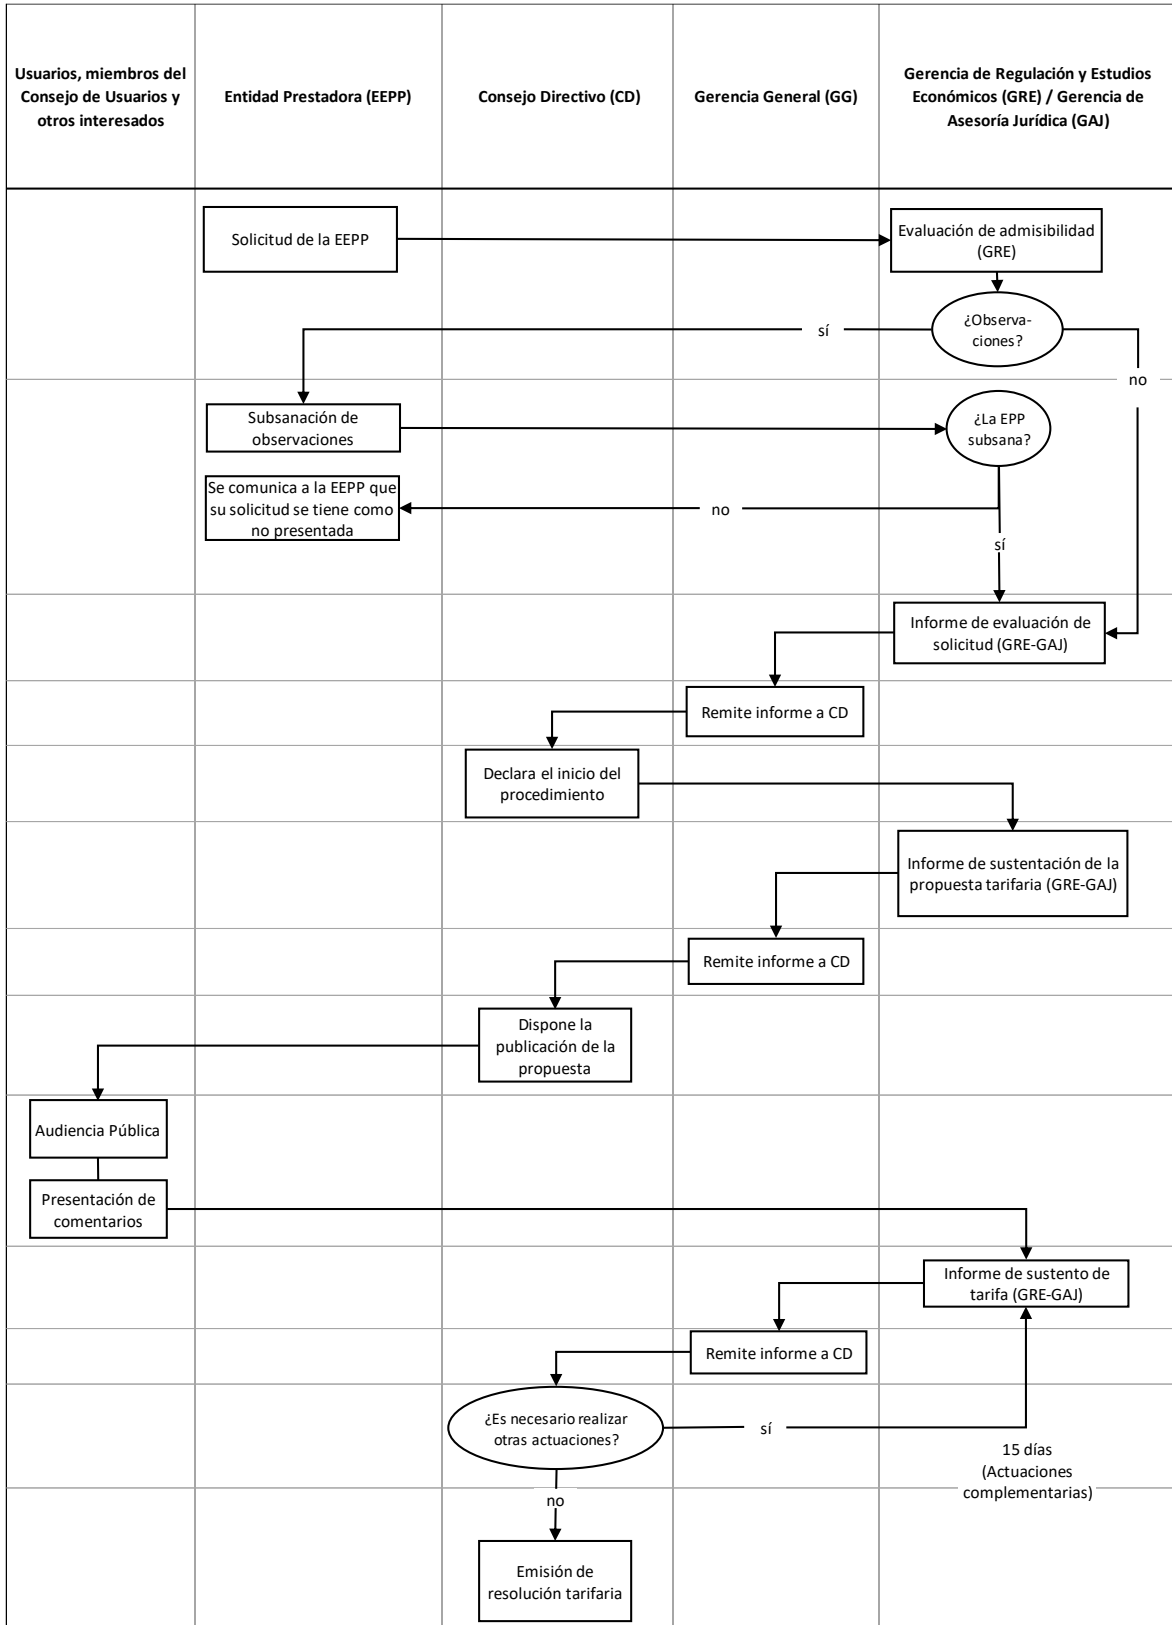 Usuarios, miembros del
Consejo de Usuarios y
otros interesados
Entidad Prestadora (EEPP)
Consejo Directivo (CD)
Gerencia General (GG)
Gerencia de Regulación y Estudios
Económicos (GRE) / Gerencia de
Asesoría Jurídica (GAJ)
Solicitud de la EEPP
Evaluación de admisibilidad
(GRE)
¿Observa-
ciones?
sí
no
Subsanación de
observaciones
¿La EPP
subsana?
Se comunica a la EEPP que
su solicitud se tiene como
no presentada
no
sí
Informe de evaluación de
solicitud (GRE-GAJ)
Remite informe a CD
Declara el inicio del
procedimiento
Informe de sustentación de la
propuesta tarifaria (GRE-GAJ)
Remite informe a CD
Dispone la
publicación de la
propuesta
Audiencia Pública
Presentación de
comentarios
Informe de sustento de
tarifa (GRE-GAJ)
Remite informe a CD
¿Es necesario realizar
otras actuaciones?
sí
15 días
(Actuaciones
complementarias)
no
Emisión de
resolución tarifaria